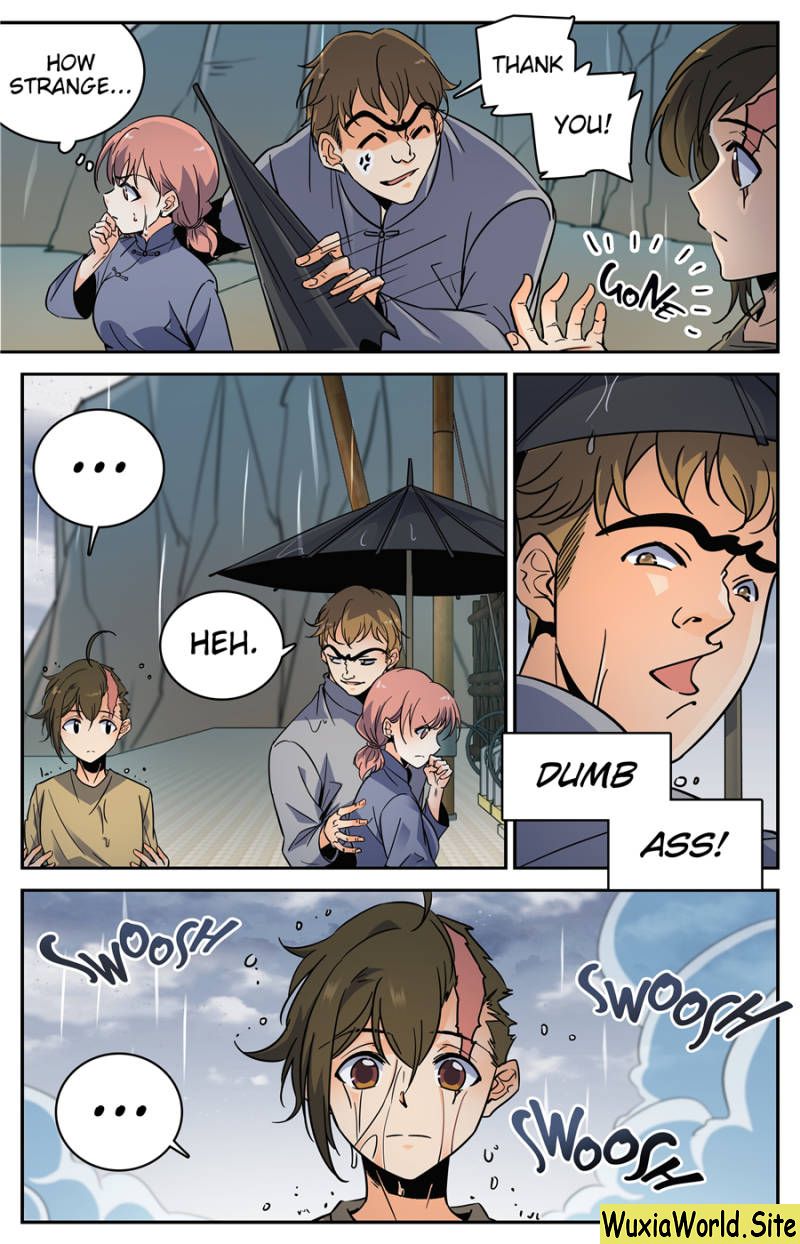 HOW
STRANGE...
THANK
YOU!
GONE
...
HEH.
DUMB
ASS!
SWOOSH
SWOOSH
...
SWOOSH
WuxiaWorld.Site